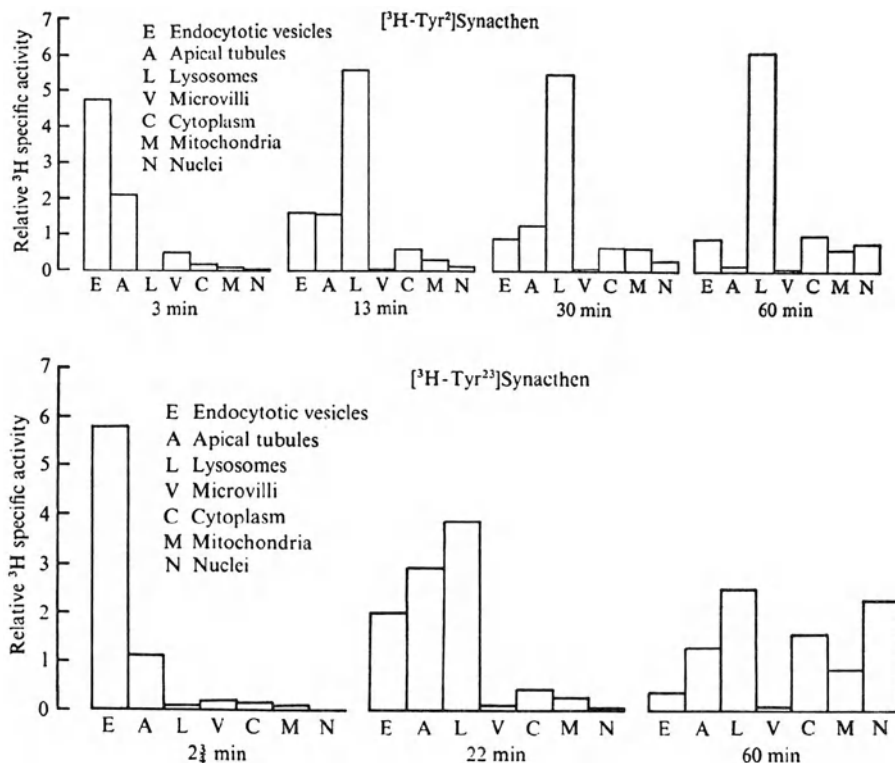 [³H-Tyr²]Synacthen
Relative ³H specific activity
7
6
5
4
3
2
1
0
E Endocytotic vesicles
A Apical tubules
L Lysosomes
V Microvilli
C Cytoplasm
M Mitochondria
N Nuclei
E A L V C M N
E A L V C M N
E A L V C M N
E A L V C M N
3 min
13 min
30 min
60 min
[³H-Tyr²³]Synacthen
Relative ³H specific activity
7
6
5
4
3
2
1
0
E Endocytotic vesicles
A Apical tubules
L Lysosomes
V Microvilli
C Cytoplasm
M Mitochondria
N Nuclei
E A L V C M N
E A L V C M N
E A L V C M N
2¾ min
22 min
60 min